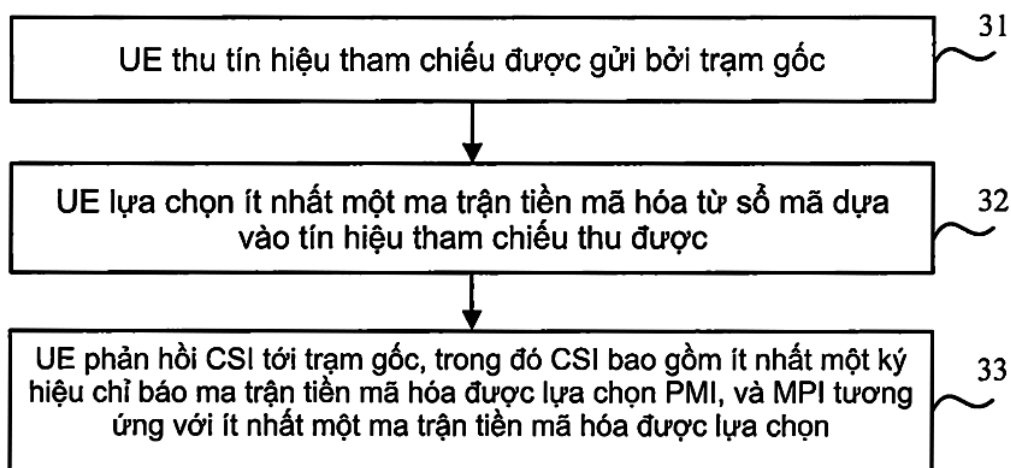 UE thu tín hiệu tham chiếu được gửi bởi trạm gốc
31
UE lựa chọn ít nhất một ma trận tiền mã hóa từ sổ mã dựa
vào tín hiệu tham chiếu thu được
32
UE phản hồi CSI tới trạm gốc, trong đó CSI bao gồm ít nhất một ký
hiệu chỉ báo ma trận tiền mã hóa được lựa chọn PMI, và MPI tương
ứng với ít nhất một ma trận tiền mã hóa được lựa chọn
33